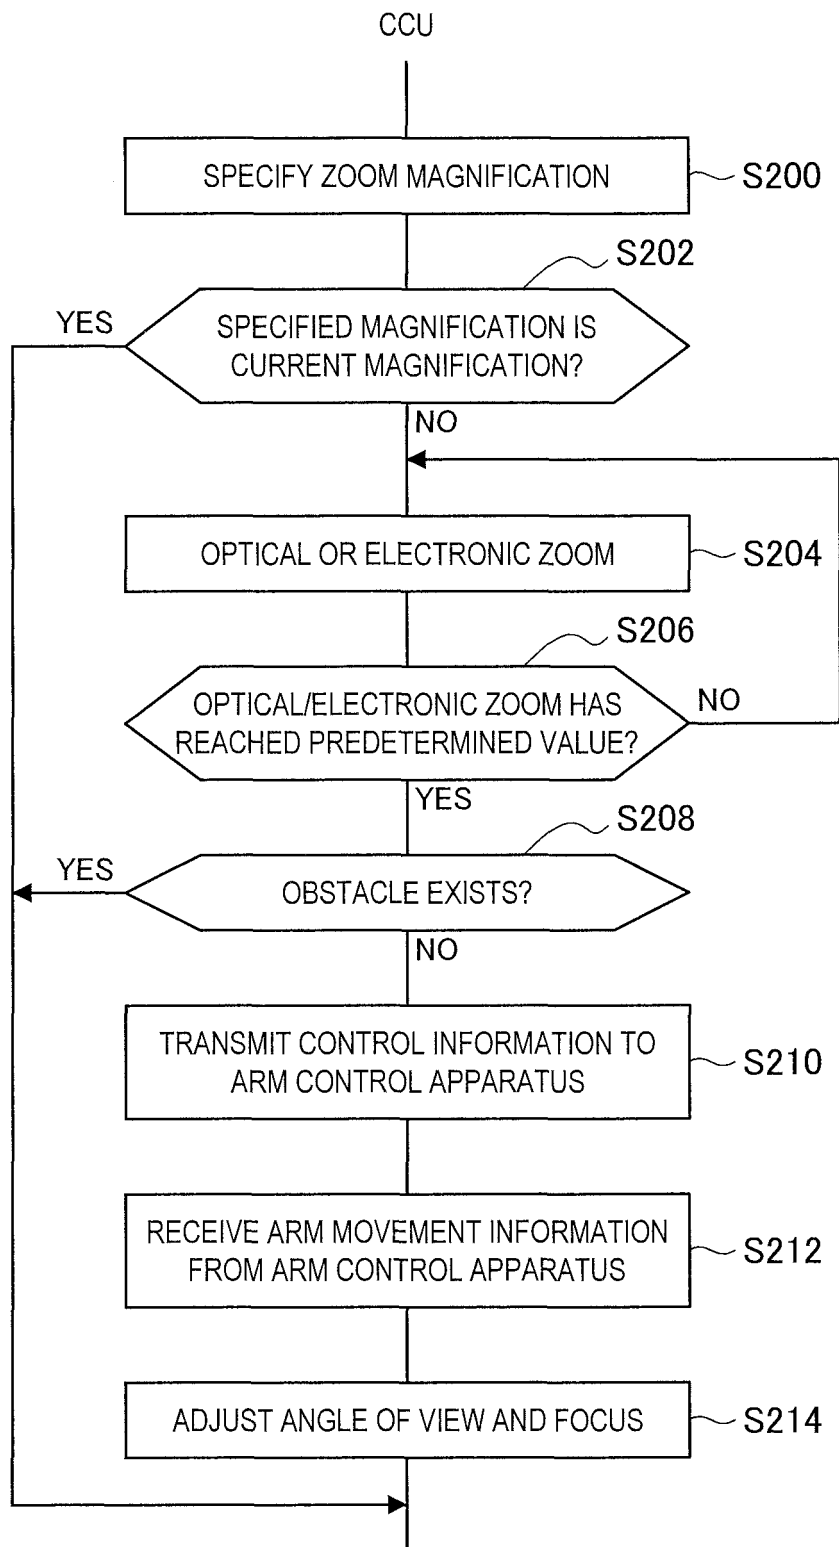 CCU
SPECIFY ZOOM MAGNIFICATION
S200
S202
YES
SPECIFIED MAGNIFICATION IS
CURRENT MAGNIFICATION?
NO
OPTICAL OR ELECTRONIC ZOOM
S204
S206
OPTICAL/ELECTRONIC ZOOM HAS
REACHED PREDETERMINED VALUE?
NO
YES
S208
YES
OBSTACLE EXISTS?
NO
TRANSMIT CONTROL INFORMATION TO
ARM CONTROL APPARATUS
S210
RECEIVE ARM MOVEMENT INFORMATION
FROM ARM CONTROL APPARATUS
S212
ADJUST ANGLE OF VIEW AND FOCUS
S214